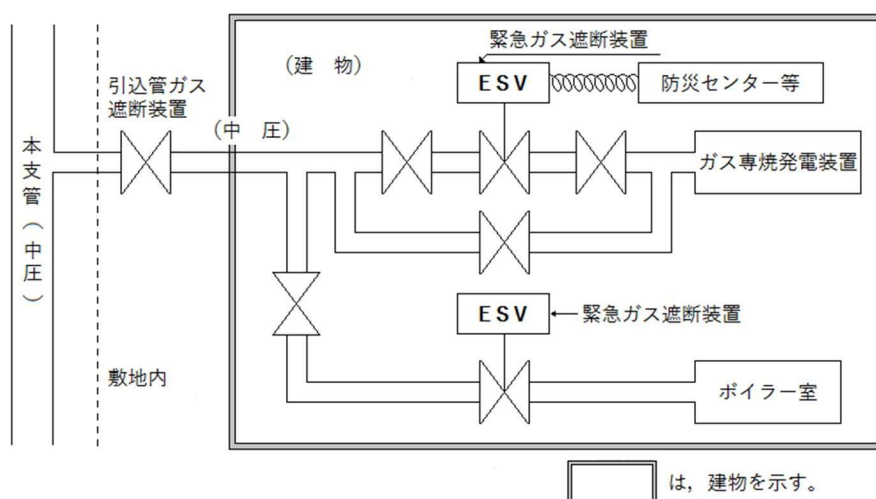 緊急ガス遮断装置
(建 物)
ESV
防災センター等
引込管ガス
遮断装置
(中 圧)
本支管(中圧)
ガス専焼発電装置
ESV
緊急ガス遮断装置
敷地内
ボイラー室
は,建物を示す。